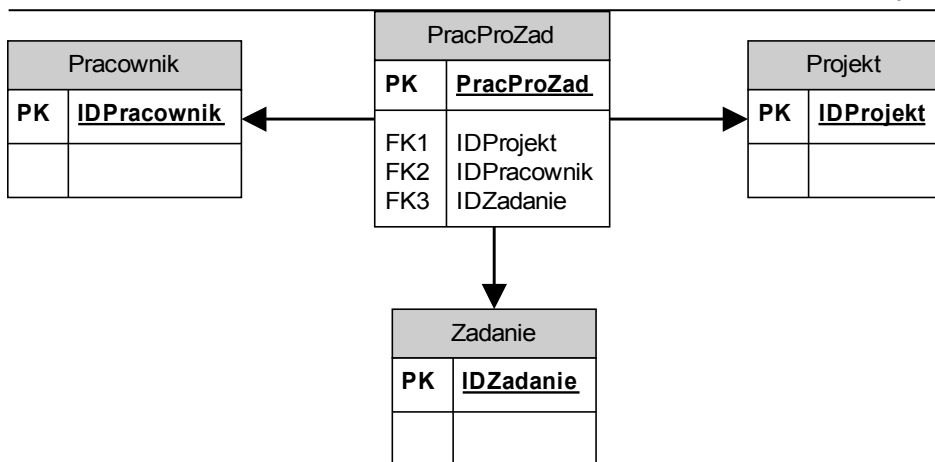 PracProZad
PK PracProZad
FK1 IDProjekt
FK2 IDPracownik
FK3 IDZadanie
Pracownik
PK IDPracownik
Projekt
PK IDProjekt
Zadanie
PK IDZadanie